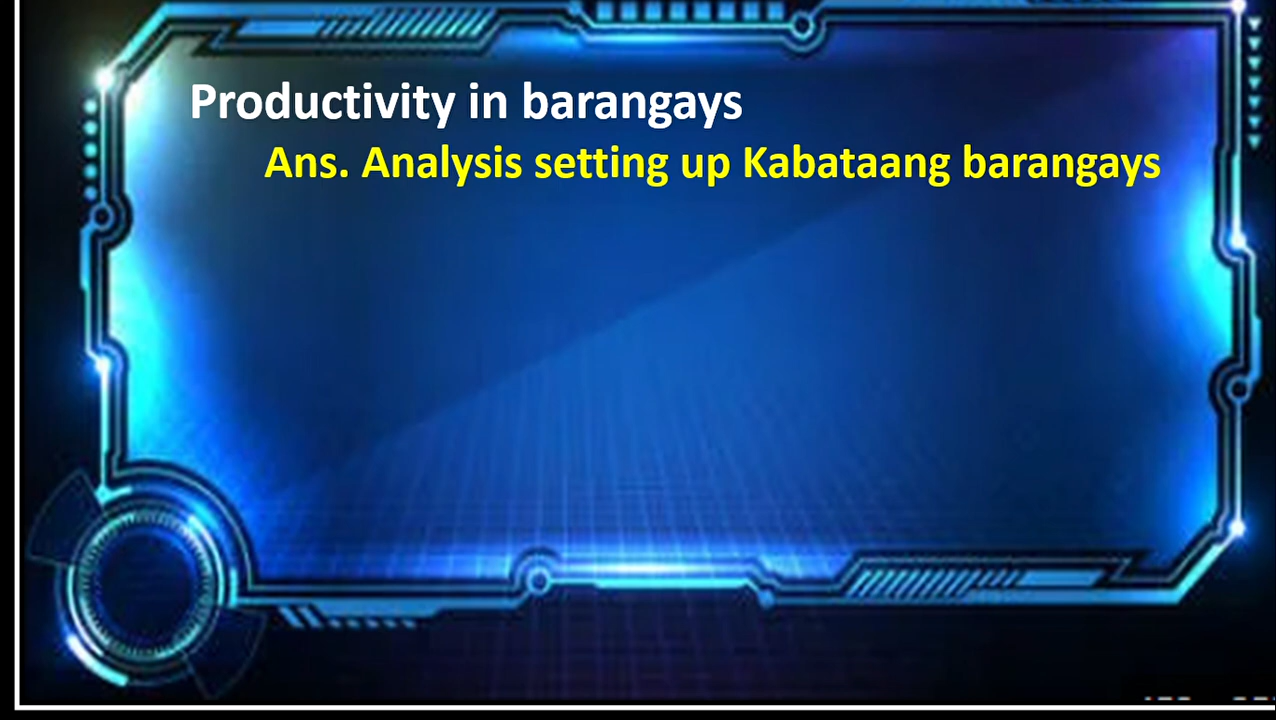 Productivity in barangays
Ans. Analysis setting up Kabataang barangays